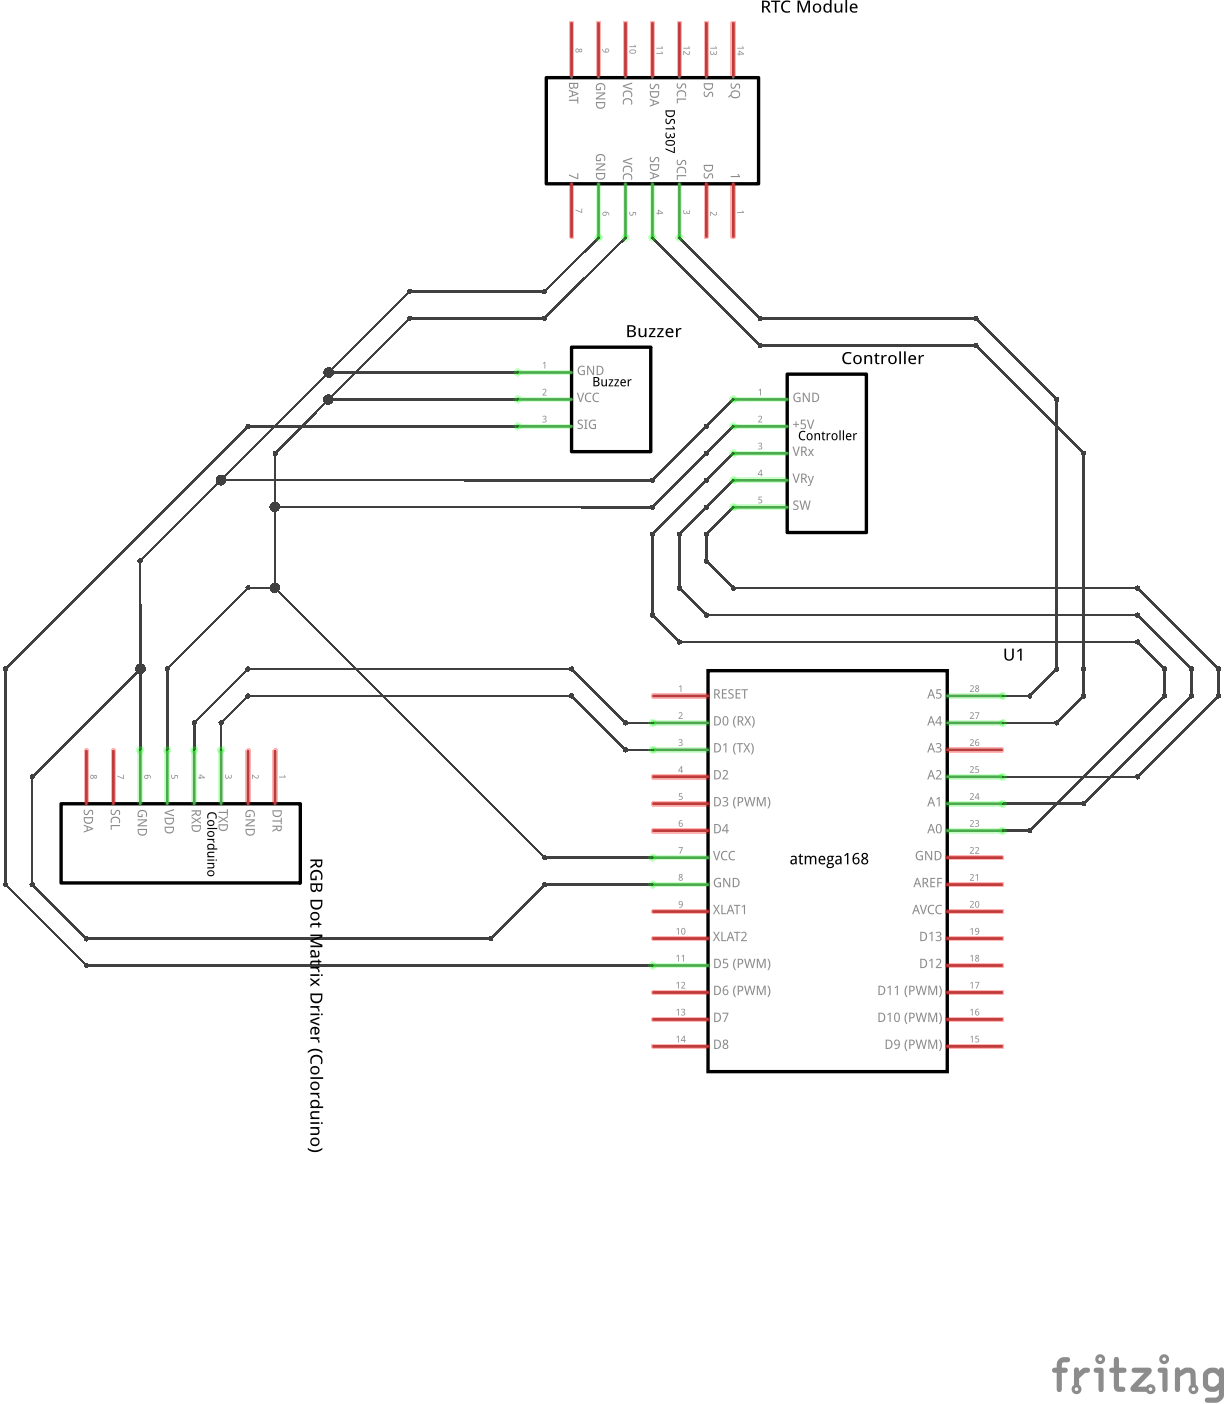 RTC Module
8 9 10 11 12 13 14
BAT GND VCC SDA SCL DS SQ
DS1307
7 GND VCC SDA SCL DS 1
7 6 5 4 3 2 1
Buzzer
1 GND
Buzzer
2 VCC
3 SIG
Controller
1 GND
2 +5V
Controller
3 VRx
4 VRy
5 SW
U1
1 RESET A5 28
2 D0 (RX) A4 27
3 D1 (TX) A3 26
4 D2 A2 25
5 D3 (PWM) A1 24
6 D4 A0 23
7 VCC GND 22
atmega168
8 GND AREF 21
9 XLAT1 AVCC 20
10 XLAT2 D13 19
11 D5 (PWM) D12 18
12 D6 (PWM) D11 (PWM) 17
13 D7 D10 (PWM) 16
14 D8 D9 (PWM) 15
8 7 6 5 4 3 2 1
SDA SCL GND VDD RXD TXD GND DTR
Colorduino
RGB Dot Matrix Driver (Colorduino)
fritzing